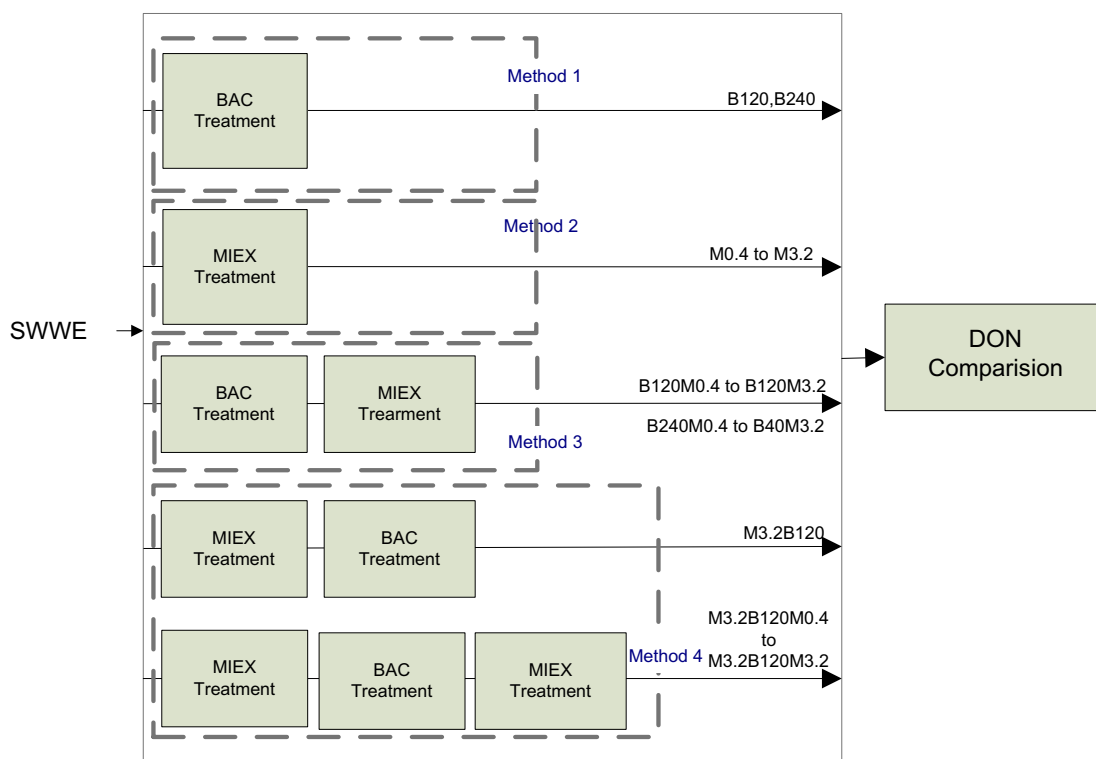 BAC
Treatment
Method 1
B120,B240
MIEX
Treatment
Method 2
M0.4 to M3.2
SWWE
BAC
Treatment
MIEX
Trearment
B120M0.4 to B120M3.2
B240M0.4 to B40M3.2
Method 3
DON
Comparision
MIEX
Treatment
BAC
Treatment
M3.2B120
MIEX
Treatment
BAC
Treatment
MIEX
Treatment
Method 4
M3.2B120M0.4
to
M3.2B120M3.2